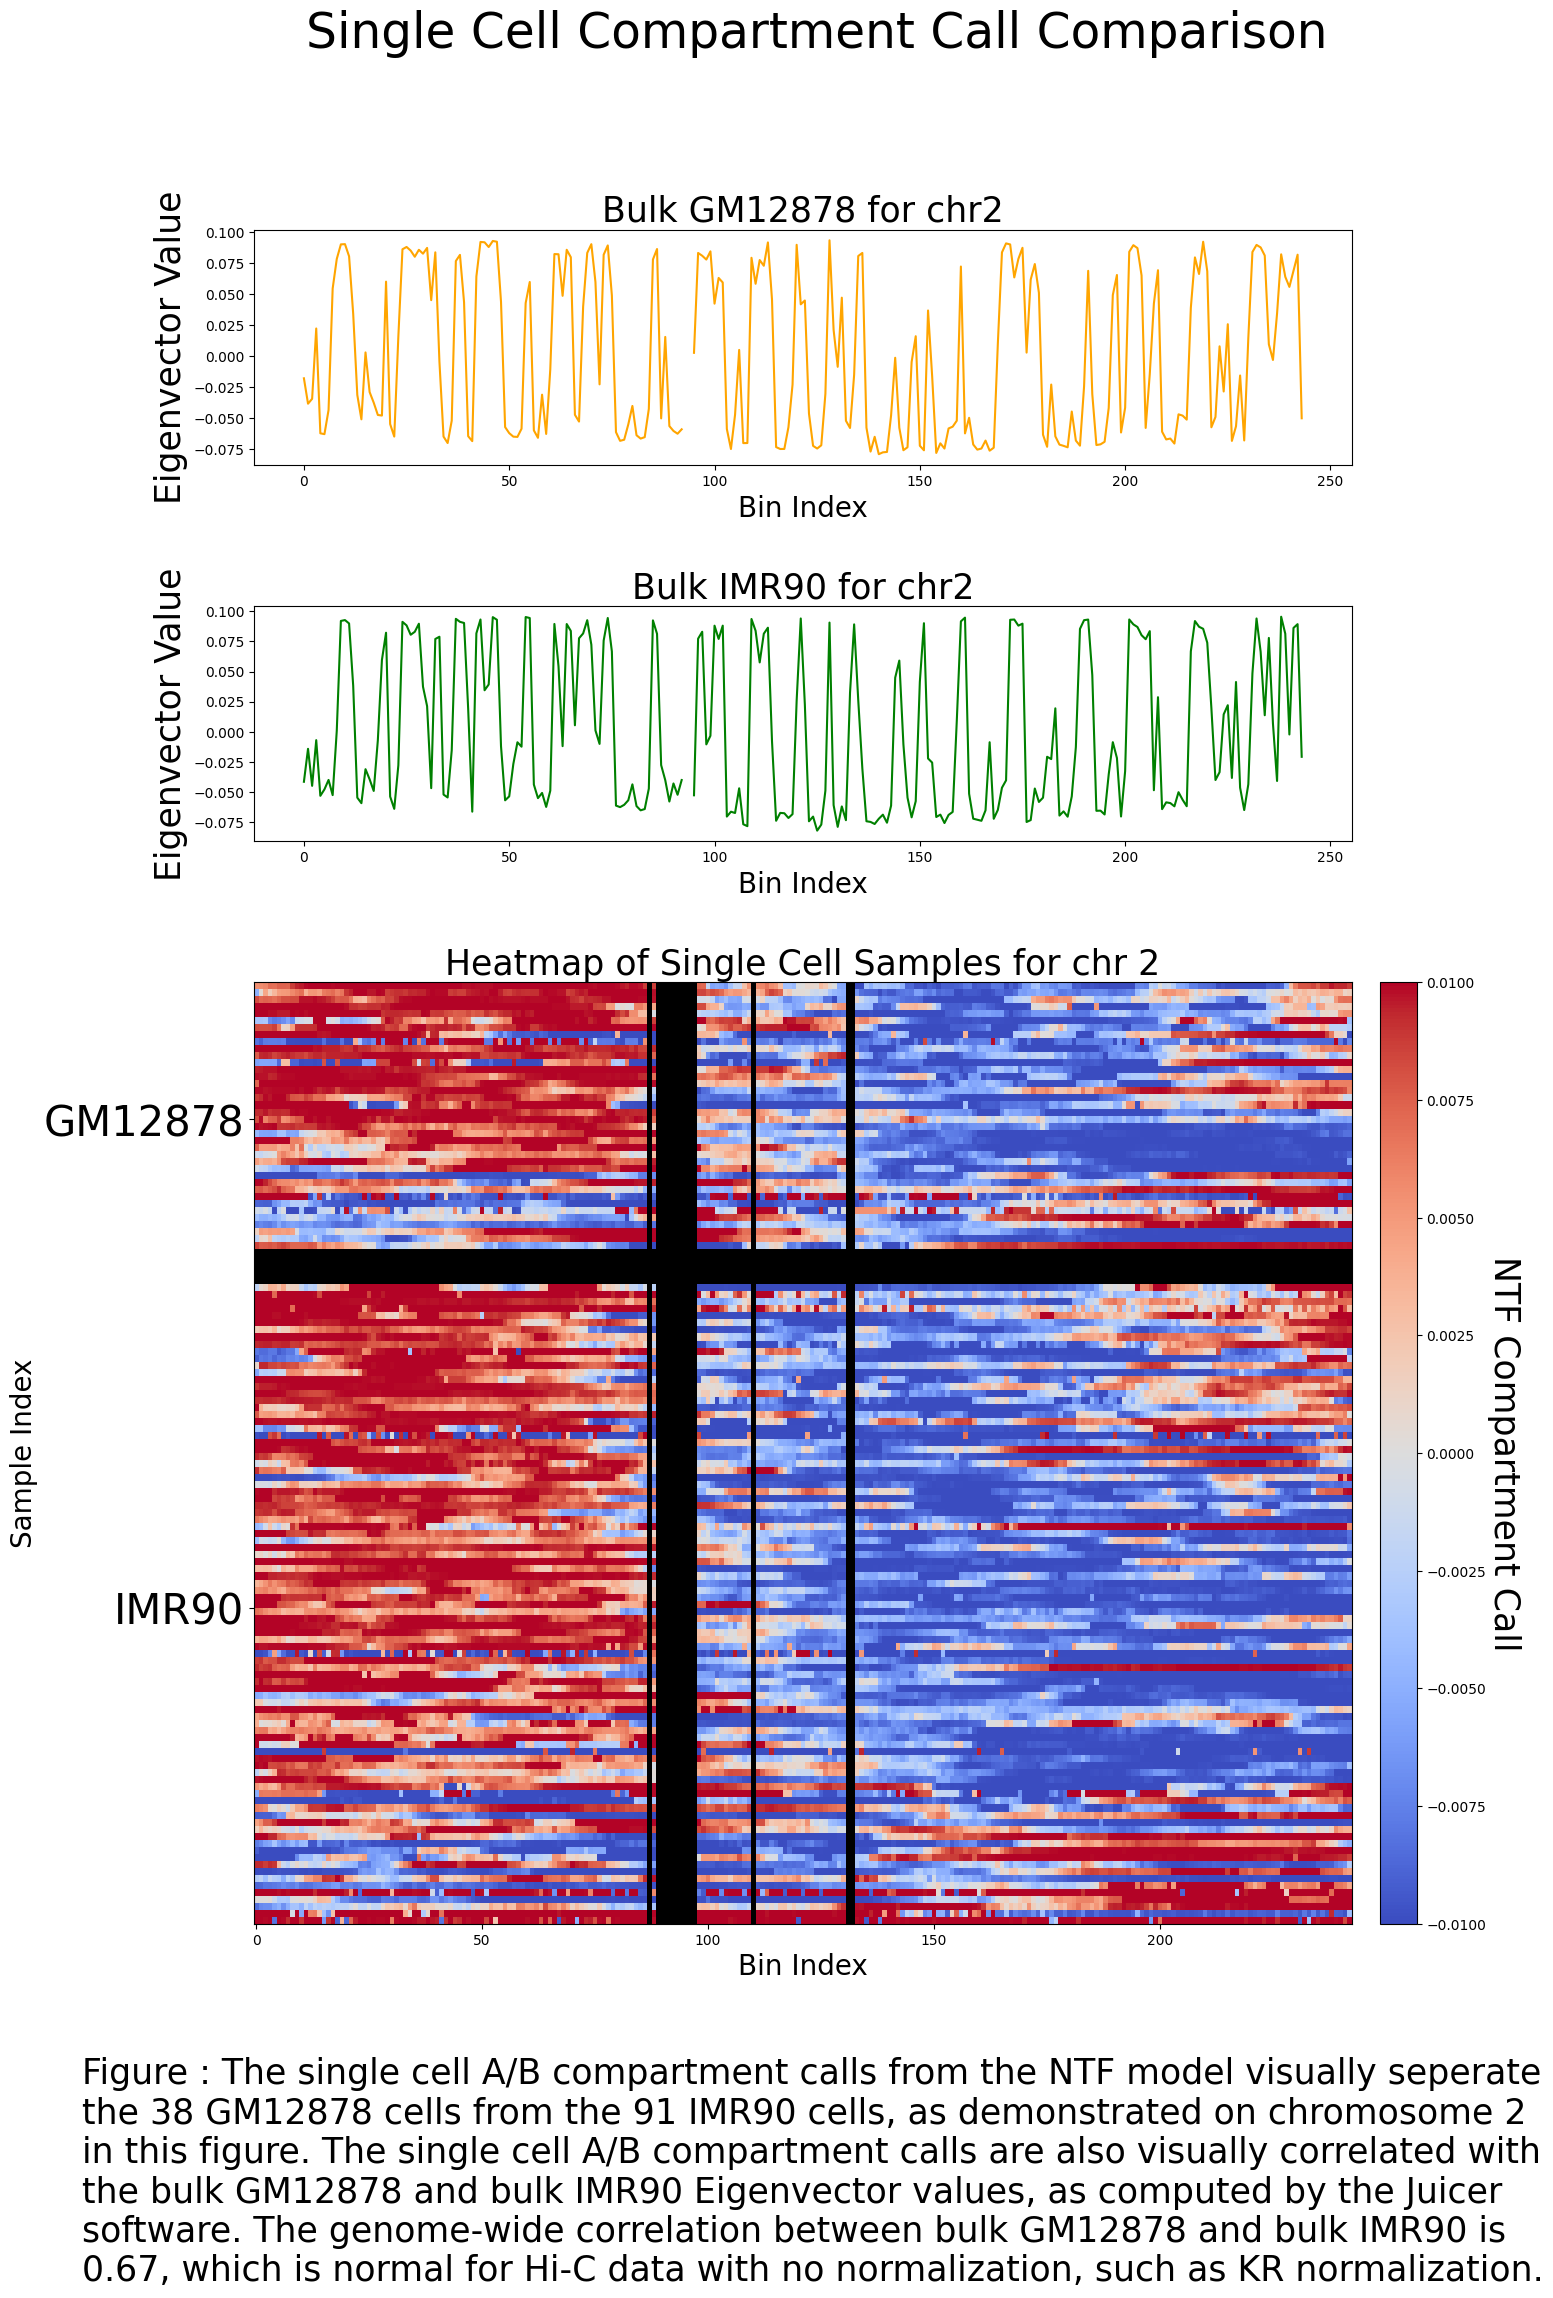 Single Cell Compartment Call Comparison
Bulk GM12878 for chr2
Eigenvector Value
0.100
0.075
0.050
0.025
0.000
−0.025
−0.050
−0.075
0
50
100
150
200
250
Bin Index
Bulk IMR90 for chr2
Eigenvector Value
0.100
0.075
0.050
0.025
0.000
−0.025
−0.050
−0.075
0
50
100
150
200
250
Bin Index
Heatmap of Single Cell Samples for chr 2
Sample Index
GM12878
IMR90
0
50
100
150
200
Bin Index
0.0100
0.0075
0.0050
0.0025
0.0000
−0.0025
−0.0050
−0.0075
−0.0100
NTF Compartment Call
Figure : The single cell A/B compartment calls from the NTF model visually seperate
the 38 GM12878 cells from the 91 IMR90 cells, as demonstrated on chromosome 2
in this figure. The single cell A/B compartment calls are also visually correlated with
the bulk GM12878 and bulk IMR90 Eigenvector values, as computed by the Juicer
software. The genome-wide correlation between bulk GM12878 and bulk IMR90 is
0.67, which is normal for Hi-C data with no normalization, such as KR normalization.